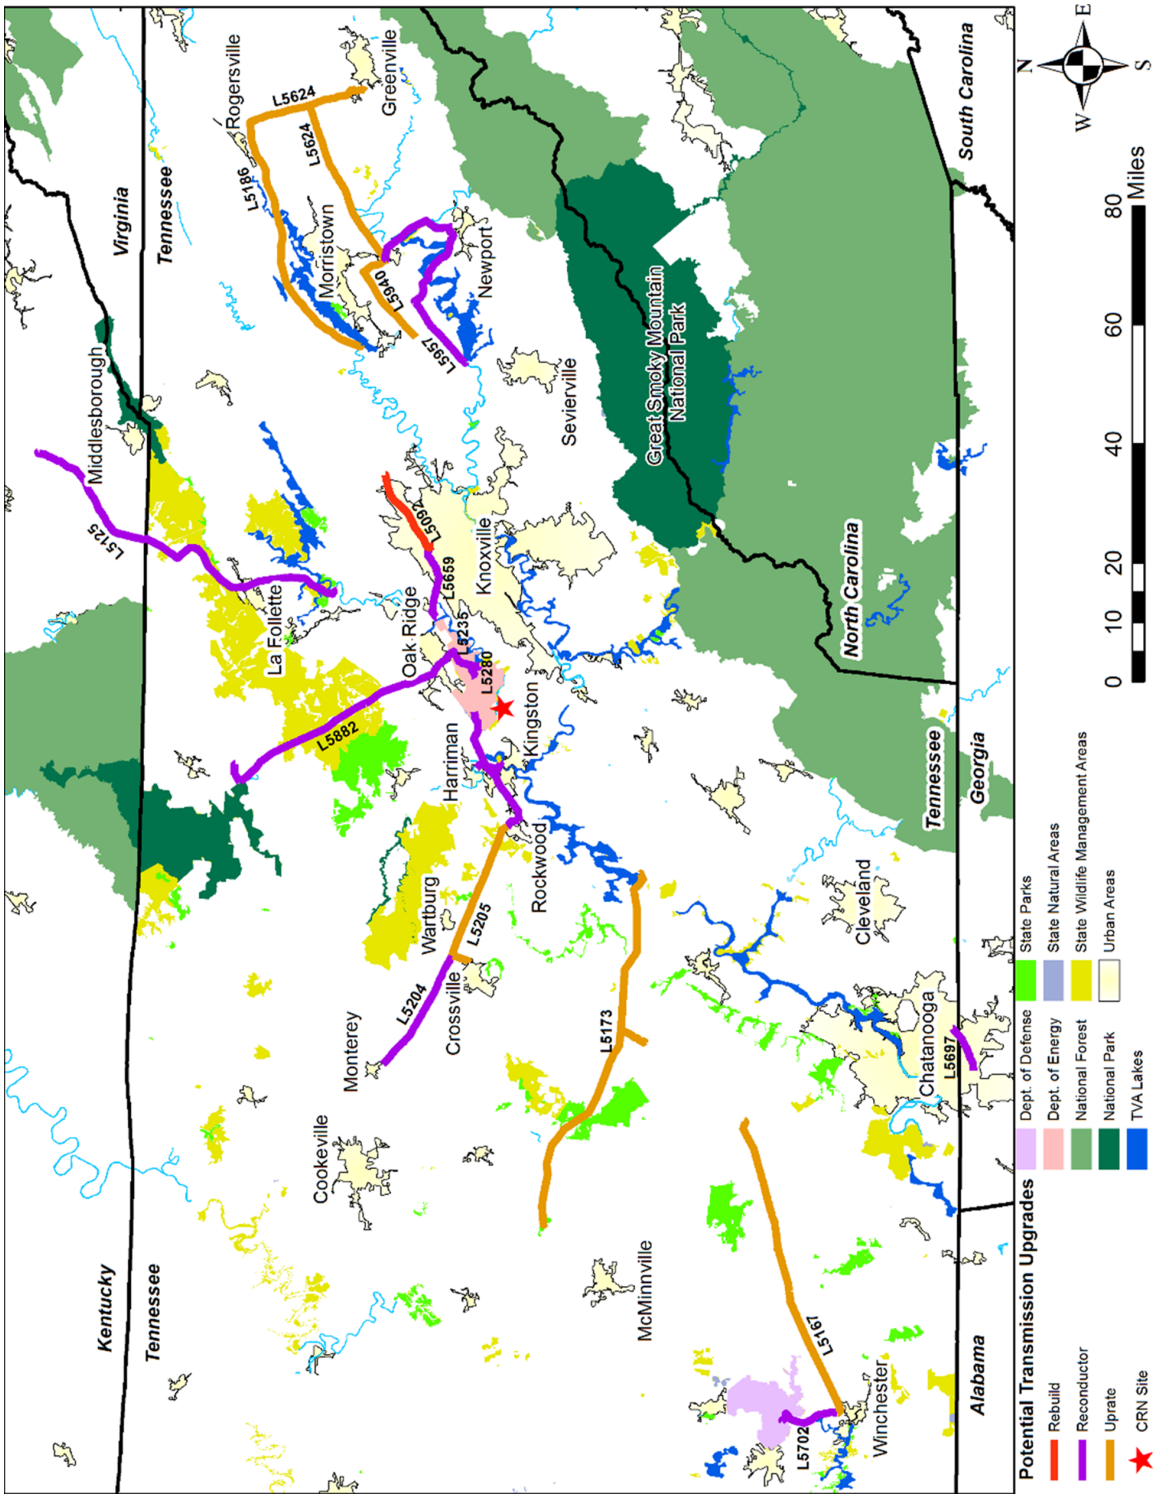 Kentucky
Tennessee
Virginia
Tennessee
Middlesborough
L5125
Rogersville
L5186
L5624
L5624
Greenville
Morristown
L5940
Newport
L5957
Monterey
Cookeville
L5204
Crossville
Wartburg
L5205
L5882
La Follette
Oak Ridge
Harriman
L5235
L5280
L5659
L5092
Knoxville
Kingston
Rockwood
Sevierville
McMinnville
L5173
Great Smoky Mountain
National Park
North Carolina
South Carolina
L5702
L5167
Winchester
Chatanooga
L5697
Cleveland
Tennessee
Georgia
Alabama
Potential Transmission Upgrades
Rebuild
Reconductor
Uprate
CRN Site
Dept. of Defense
Dept. of Energy
National Forest
National Park
TVA Lakes
State Parks
State Natural Areas
State Wildlife Management Areas
Urban Areas
0 10 20 40 60 80
Miles
N
W E
S